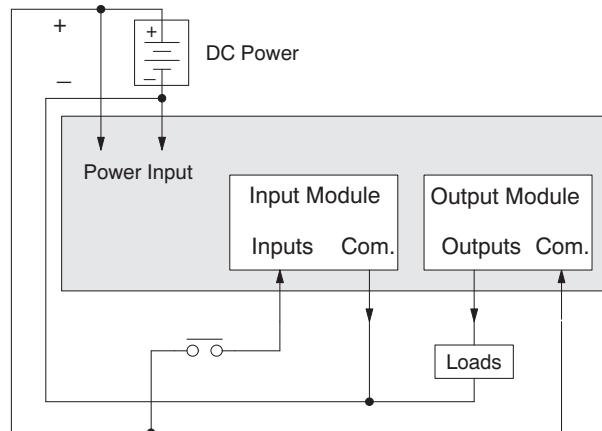 +
+
DC Power
–
–
Power Input
Input Module
Output Module
Inputs Com.
Outputs Com.
Loads